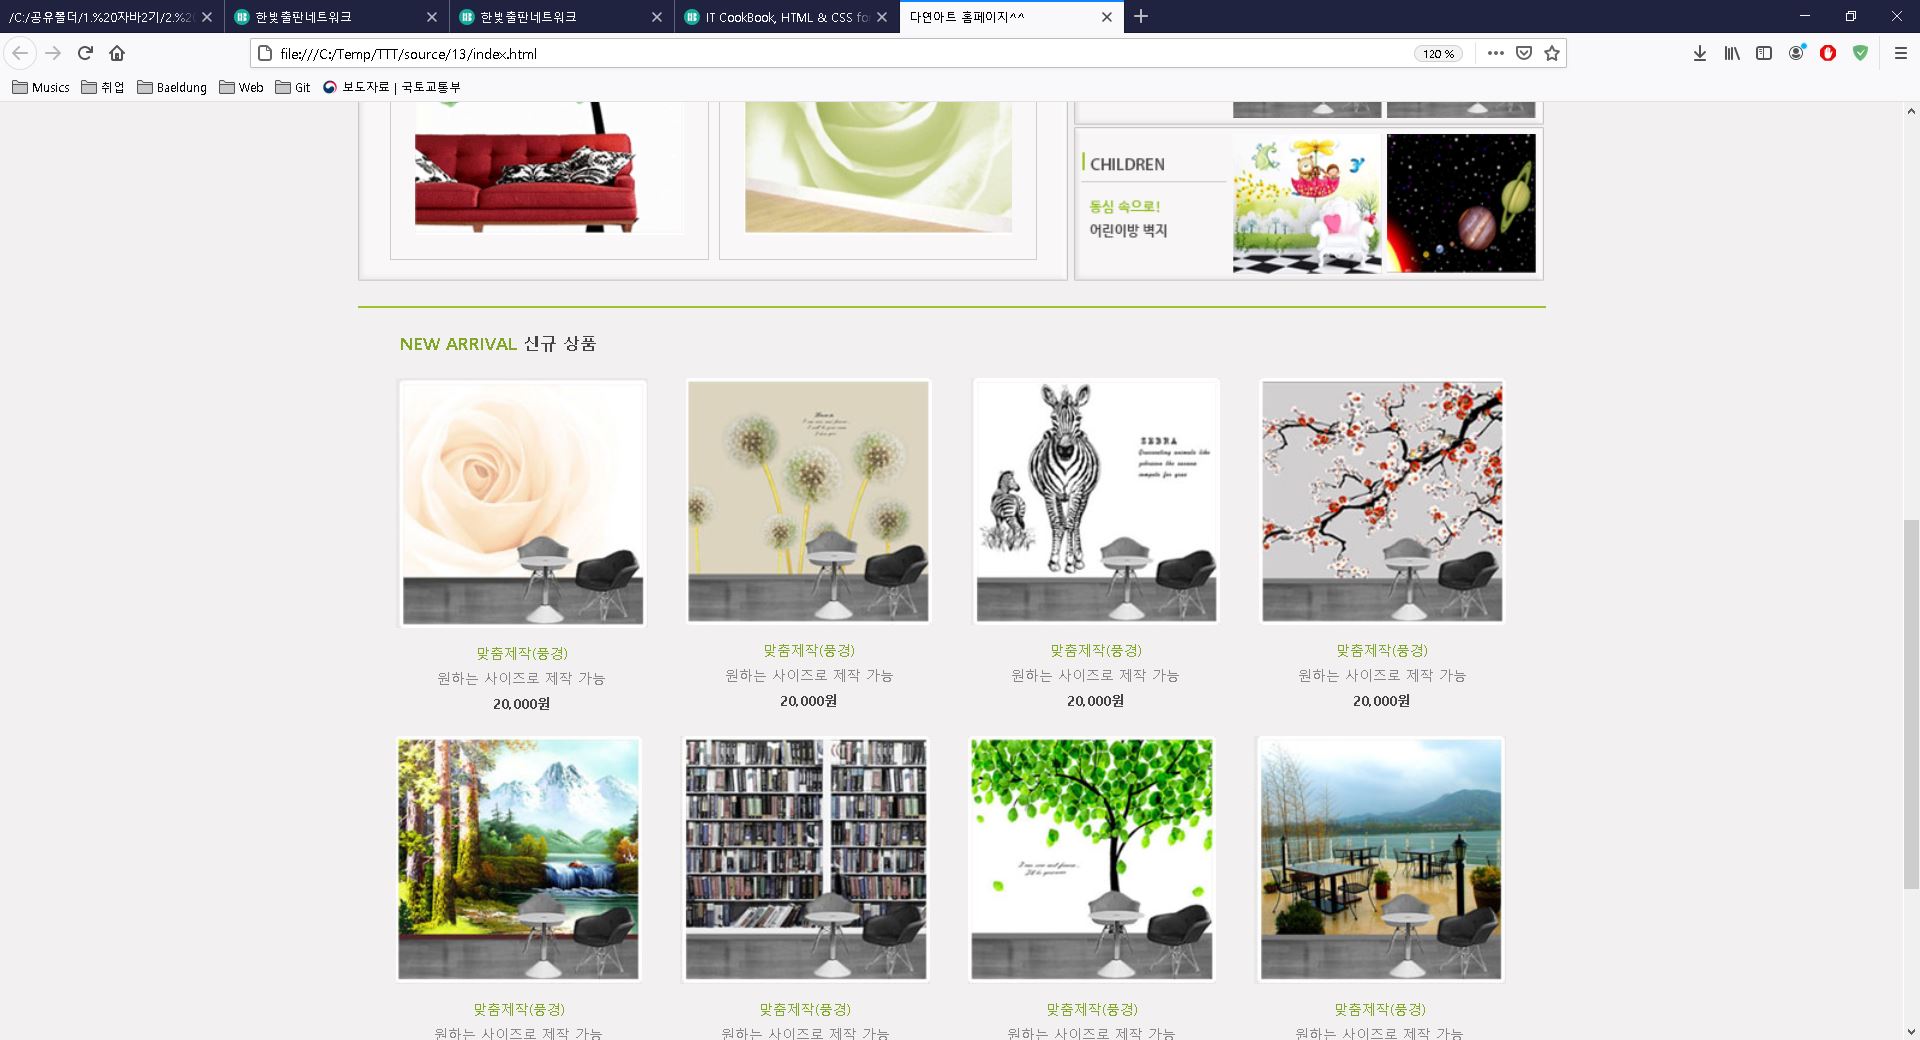 /C:/공유폴더/1.%20자바2기/2.%20
한빛출판네트워크
한빛출판네트워크
IT CookBook, HTML & CSS fo
다연아트 홈페이지^^
file:///C:/Temp/TTT/source/13/index.html
120 %
Musics
취업
Baeldung
Web
Git
보도자료 | 국토교통부
CHILDREN
동심 속으로!
어린이방 벽지
NEW ARRIVAL 신규 상품
ZEBRA
맞춤제작(풍경)
원하는 사이즈로 제작 가능
20,000원
맞춤제작(풍경)
원하는 사이즈로 제작 가능
20,000원
맞춤제작(풍경)
원하는 사이즈로 제작 가능
20,000원
맞춤제작(풍경)
원하는 사이즈로 제작 가능
20,000원
맞춤제작(풍경)
원하는 사이즈로 제작 가능
맞춤제작(풍경)
원하는 사이즈로 제작 가능
맞춤제작(풍경)
원하는 사이즈로 제작 가능
맞춤제작(풍경)
원하는 사이즈로 제작 가능